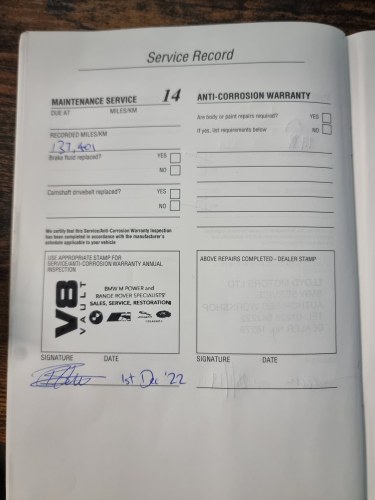 Service Record
MAINTENANCE SERVICE 14
DUE AT MILES/KM
RECORDED MILES/KM
137,401
Brake fluid replaced? YES
NO
Camshaft drivebelt replaced? YES
NO
We certify that this Service/Anti-Corrosion Warranty Inspection
has been completed in accordance with the manufacturer's
schedule applicable to your vehicle
USE APPROPRIATE STAMP FOR
SERVICE/ANTI-CORROSION WARRANTY ANNUAL
INSPECTION
V8
VAULT
BMW M POWER and
RANGE ROVER SPECIALISTS'
SALES, SERVICE, RESTORATION!
SIGNATURE DATE
1st Dec '22
ANTI-CORROSION WARRANTY
Are body or paint repairs required? YES
If yes, list requirements below NO
ABOVE REPAIRS COMPLETED - DEALER STAMP
SIGNATURE DATE